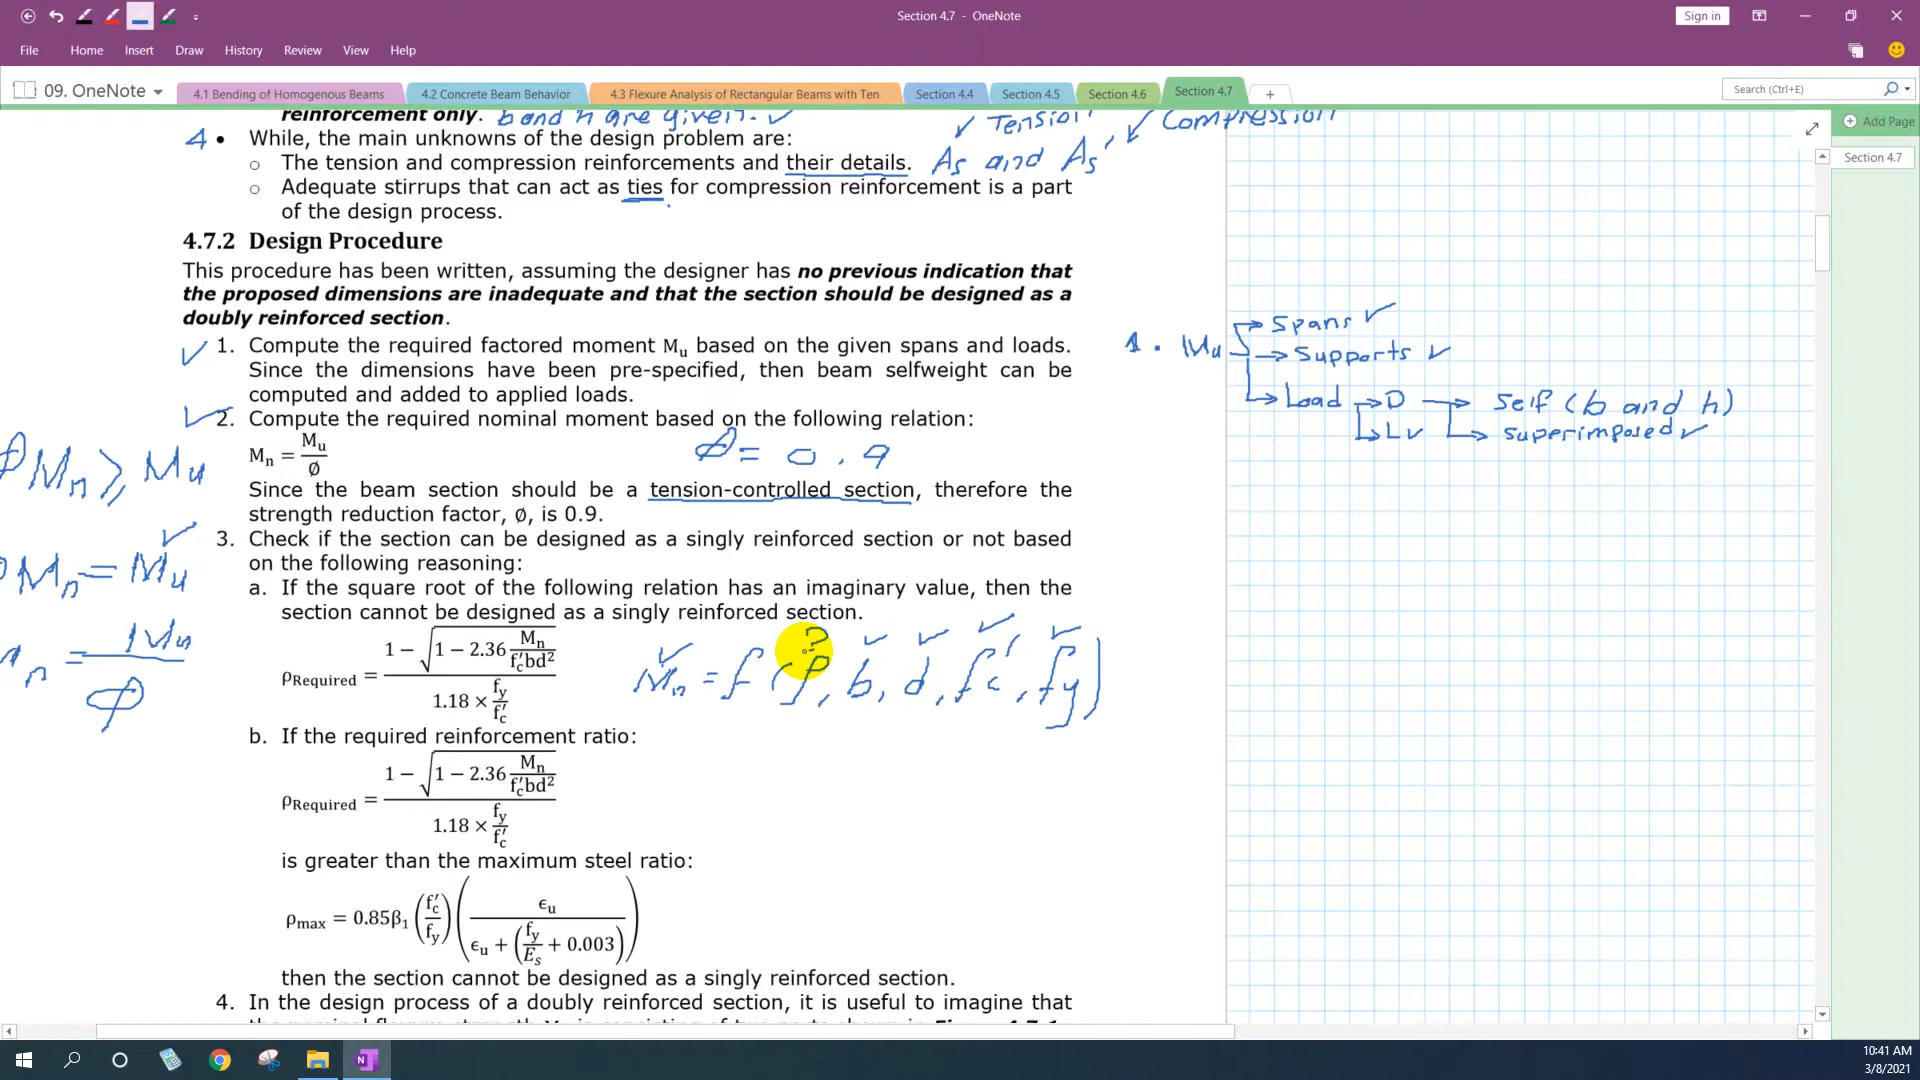 Section 4.7 - OneNote
Sign in
File Home Insert Draw History Review View Help
09. OneNote
4.1 Bending of Homogenous Beams
4.2 Concrete Beam Behavior
4.3 Flexure Analysis of Rectangular Beams with Ten
Section 4.4
Section 4.5
Section 4.6
Section 4.7
+
Search (Ctrl+E)
Add Page
Section 4.7
reinforcement only. b and h are given. ✓
✓ Tension ✓ Compression
4 • While, the main unknowns of the design problem are:
o The tension and compression reinforcements and their details. As and As'
o Adequate stirrups that can act as ties for compression reinforcement is a part
of the design process.
4.7.2 Design Procedure
This procedure has been written, assuming the designer has no previous indication that
the proposed dimensions are inadequate and that the section should be designed as a
doubly reinforced section.
✓ 1. Compute the required factored moment Mu based on the given spans and loads.
Since the dimensions have been pre-specified, then beam selfweight can be
computed and added to applied loads.
✓ 2. Compute the required nominal moment based on the following relation:
Mn = Mu/∅
∅ = 0.9
Since the beam section should be a tension-controlled section, therefore the
strength reduction factor, ∅, is 0.9.
3. Check if the section can be designed as a singly reinforced section or not based
on the following reasoning:
a. If the square root of the following relation has an imaginary value, then the
section cannot be designed as a singly reinforced section.
ρRequired = (1 − √(1 − 2.36 Mn/(f′c bd²))) / (1.18 × fy/f′c)
✓ ? ✓ ✓ ✓ ✓
Mn = f(ρ, b, d, fc', fy)
b. If the required reinforcement ratio:
ρRequired = (1 − √(1 − 2.36 Mn/(f′c bd²))) / (1.18 × fy/f′c)
is greater than the maximum steel ratio:
ρmax = 0.85β1 (f′c/fy) (ϵu / (ϵu + (fy/Es + 0.003)))
then the section cannot be designed as a singly reinforced section.
4. In the design process of a doubly reinforced section, it is useful to imagine that
∅Mn ⩾ Mu
∅Mn = Mu ✓
Mn = Mu/∅
1. Mu → Spans ✓
→ Supports ✓
→ Load → D → Self (b and h)
→ L ✓ → Superimposed ✓
10:41 AM
3/8/2021